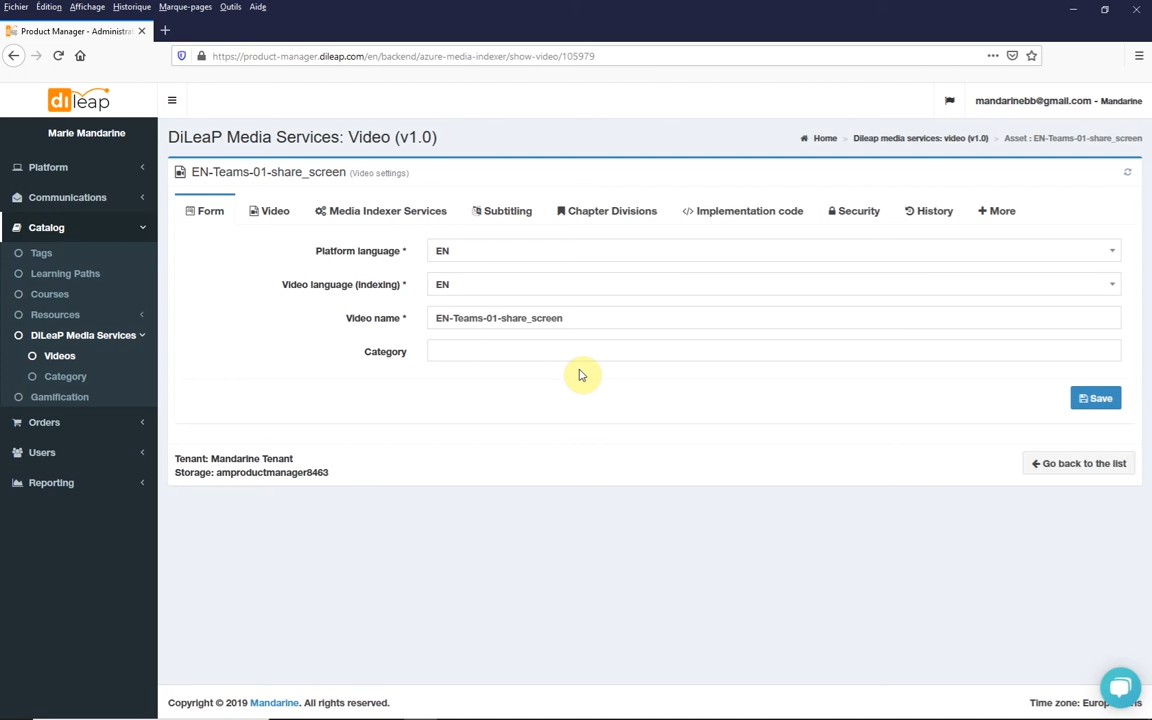 Fichier Édition Affichage Historique Marque-pages Outils Aide
Product Manager - Administra
https://product-manager.dileap.com/en/backend/azure-media-indexer/show-video/105979
dileap
mandarinebb@gmail.com - Mandarine
Marie Mandarine
DiLeaP Media Services: Video (v1.0)
Home > Dileap media services: video (v1.0) > Asset : EN-Teams-01-share_screen
Platform
EN-Teams-01-share_screen (Video settings)
Communications
Form Video Media Indexer Services Subtitling Chapter Divisions Implementation code Security History More
Catalog
Tags
Platform language * EN
Learning Paths
Video language (indexing) * EN
Courses
Resources
Video name * EN-Teams-01-share_screen
DiLeaP Media Services
Category
Videos
Category
Save
Gamification
Orders
Users
Tenant: Mandarine Tenant
Go back to the list
Storage: amproductmanager8463
Reporting
Copyright © 2019 Mandarine. All rights reserved.
Time zone: